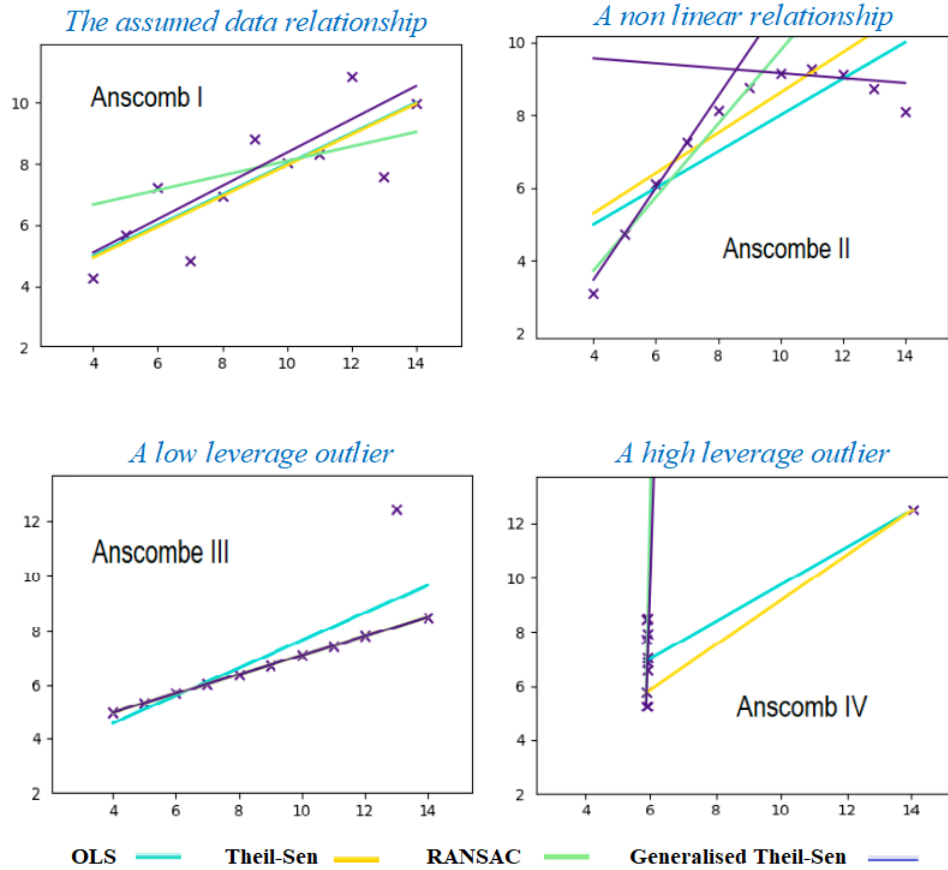 The assumed data relationship
A non linear relationship
10
8
6
4
2
Anscomb I
4 6 8 10 12 14
10
8
6
4
2
Anscombe II
4 6 8 10 12 14
A low leverage outlier
A high leverage outlier
12
10
8
6
4
2
Anscombe III
4 6 8 10 12 14
12
10
8
6
4
2
Anscomb IV
4 6 8 10 12 14
OLS Theil-Sen RANSAC Generalised Theil-Sen